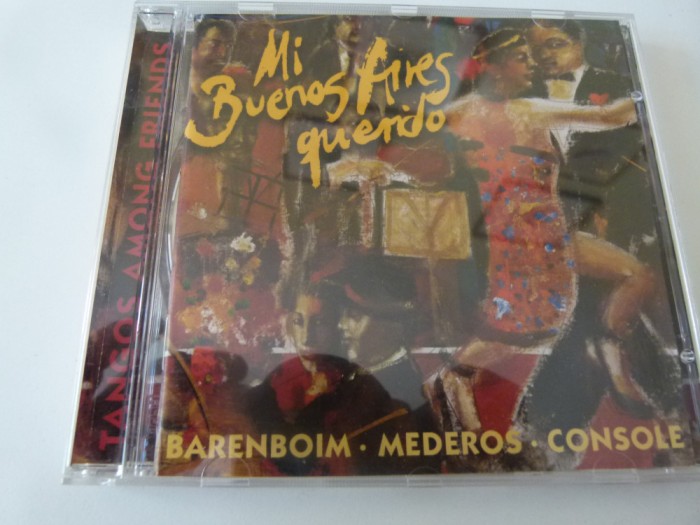 Mi
Buenos Aires
querido
TANGOS AMONG FRIENDS
BARENBOIM · MEDEROS · CONSOLE